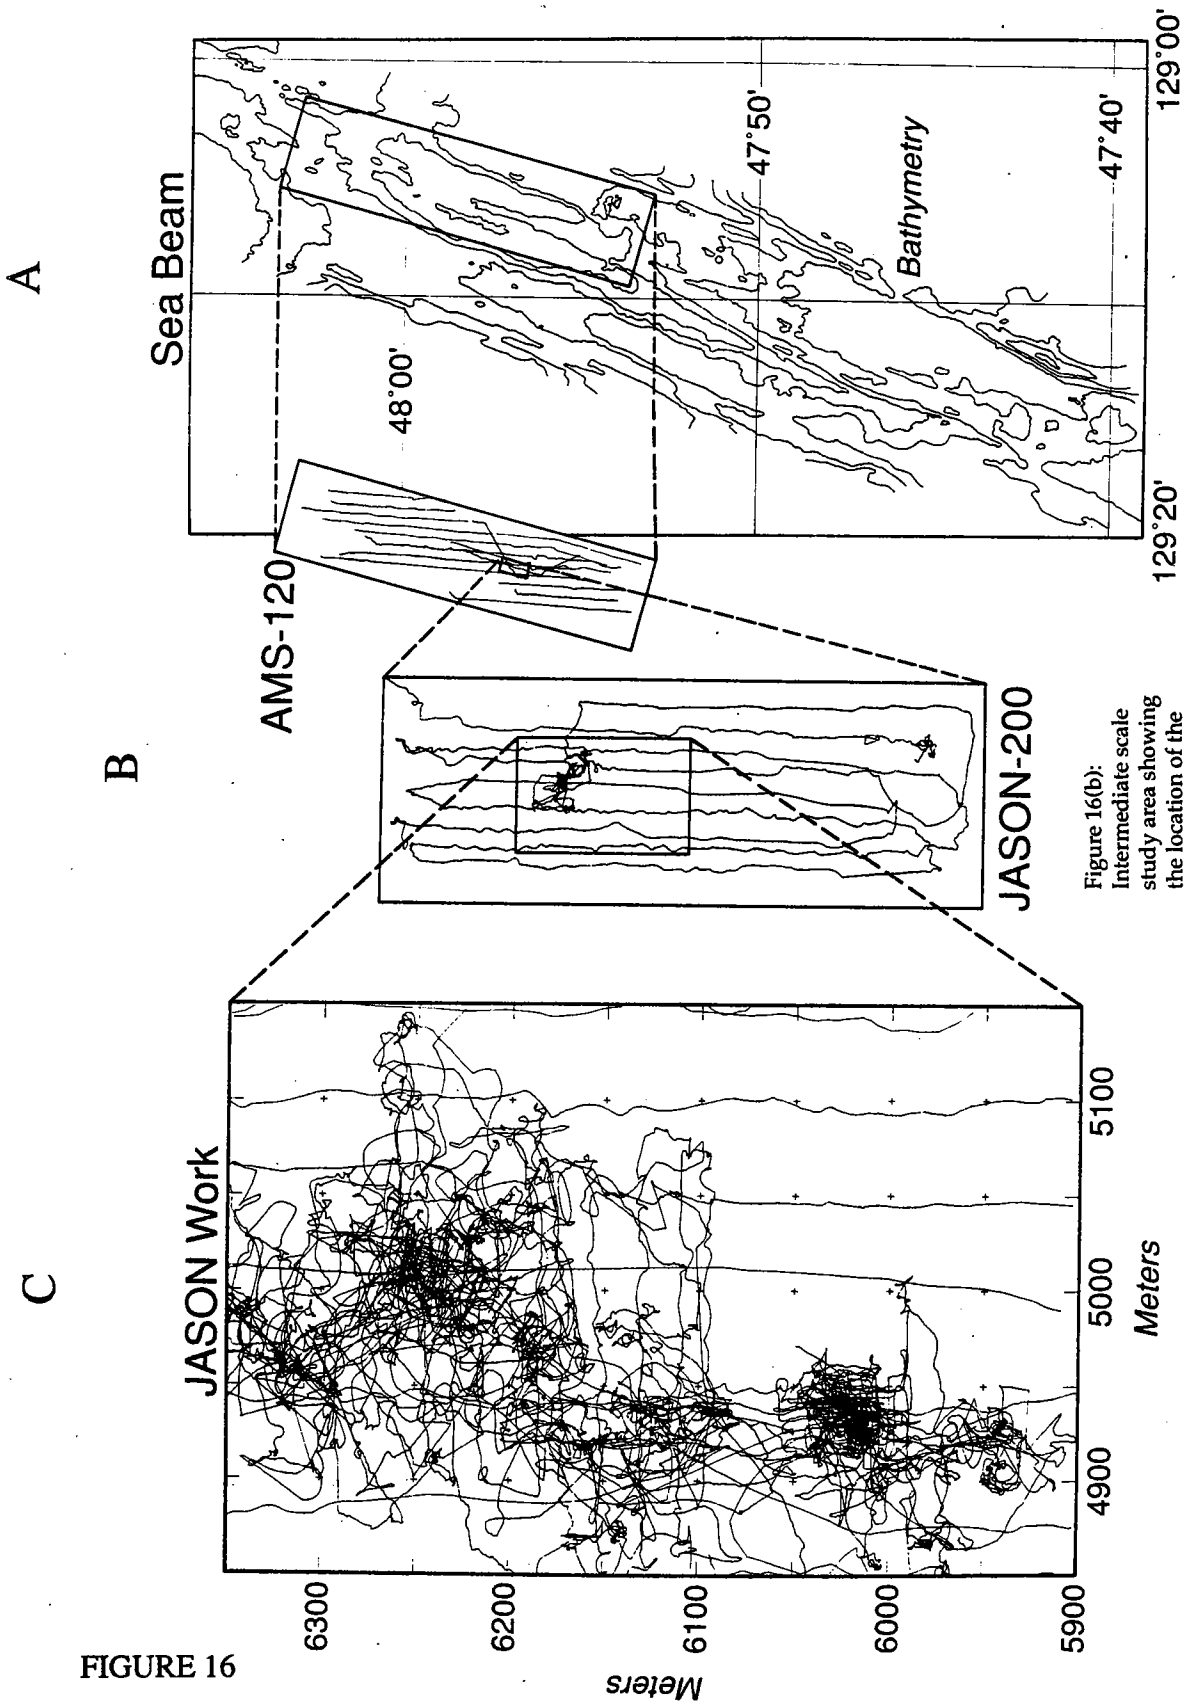 FIGURE 16
A
B
C
Sea Beam
48°00'
47°50'
47°40'
Bathymetry
129°20'
129°00'
AMS-120
JASON-200
Figure 16(b):
Intermediate scale
study area showing
the location of the
JASON Work
6300
6200
6100
6000
5900
Meters
4900
5000
5100
Meters